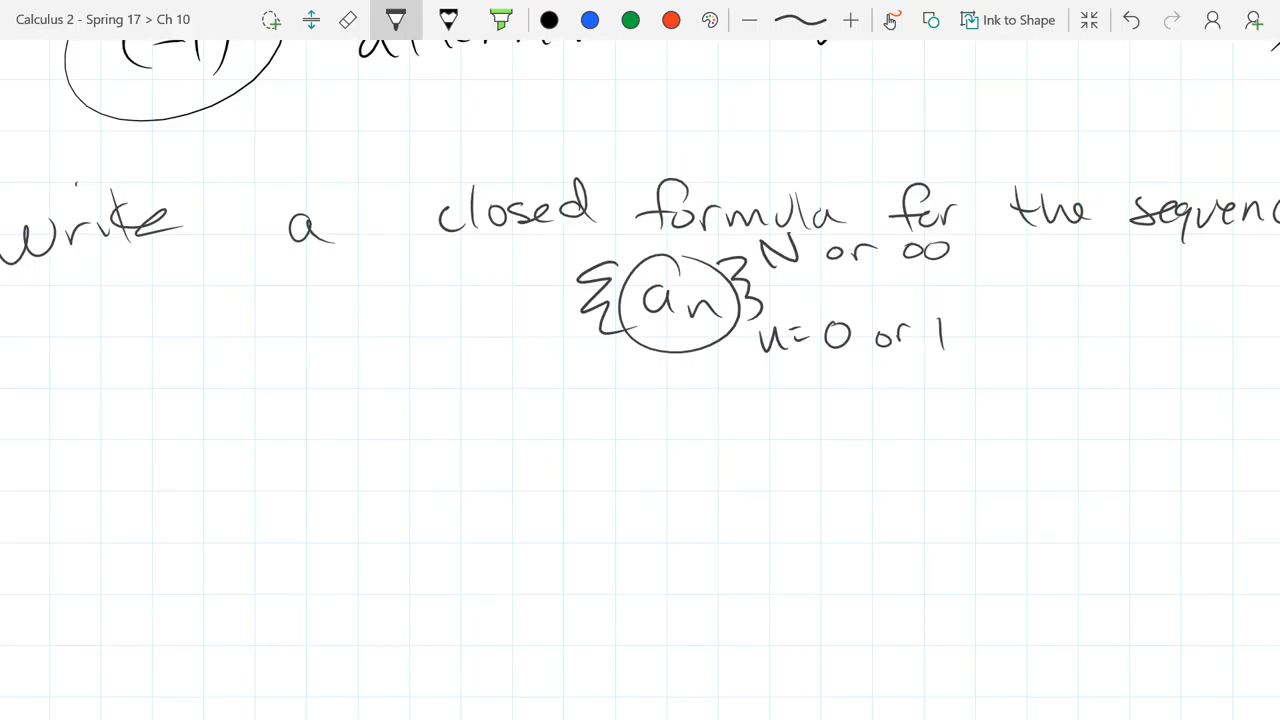 Calculus 2 - Spring 17 > Ch 10
Ink to Shape
(-1)
Write a closed formula for the sequenc
{an} N or ∞
n=0 or 1